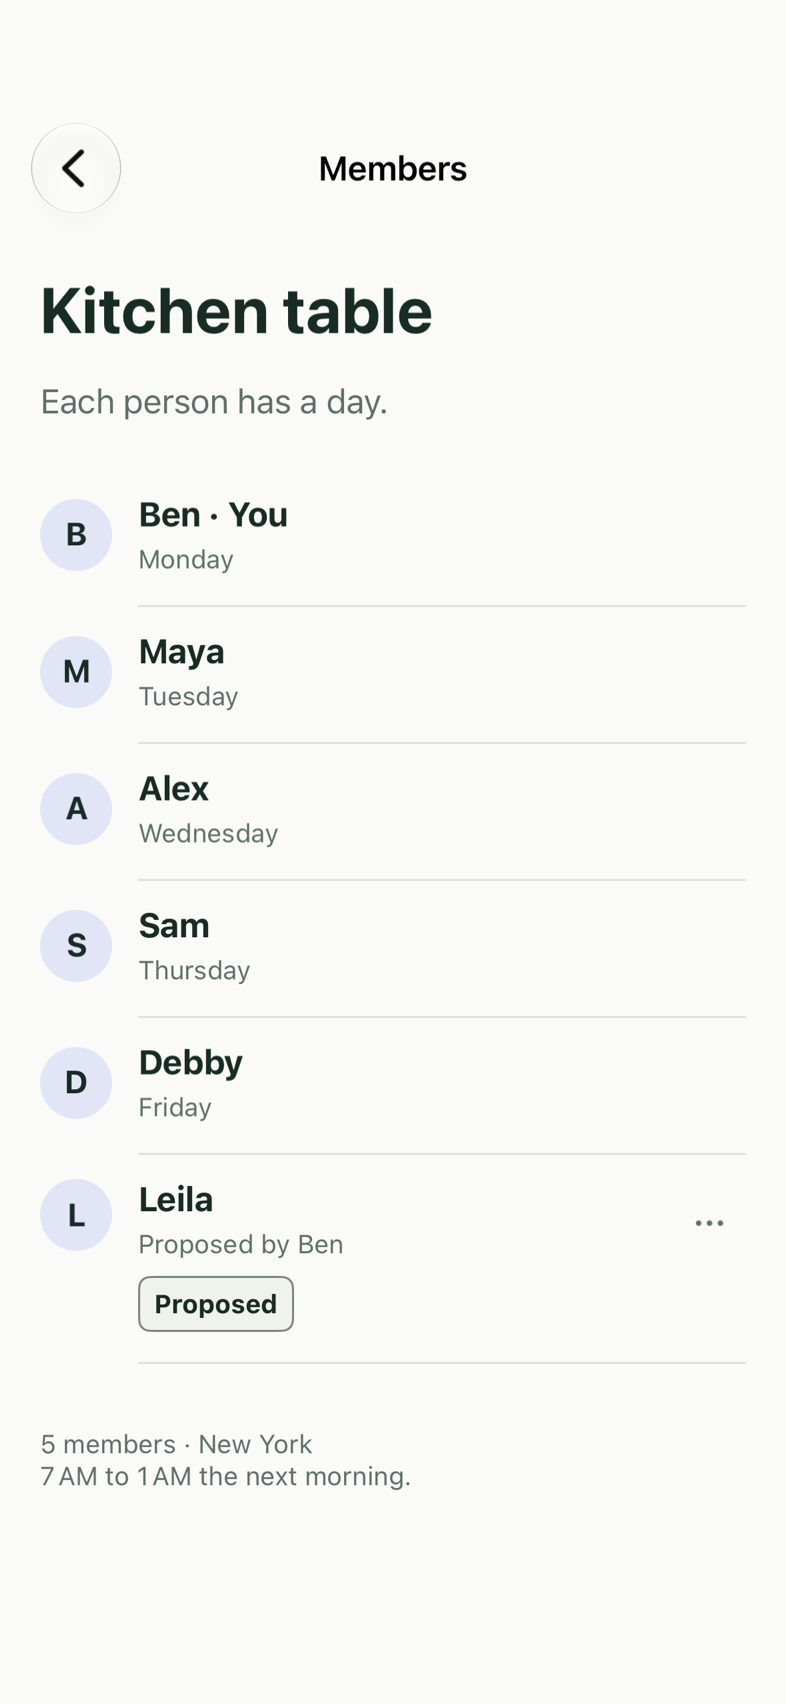 Members
Kitchen table
Each person has a day.
B
Ben · You
Monday
M
Maya
Tuesday
A
Alex
Wednesday
S
Sam
Thursday
D
Debby
Friday
L
Leila
Proposed by Ben
Proposed
5 members · New York
7 AM to 1 AM the next morning.